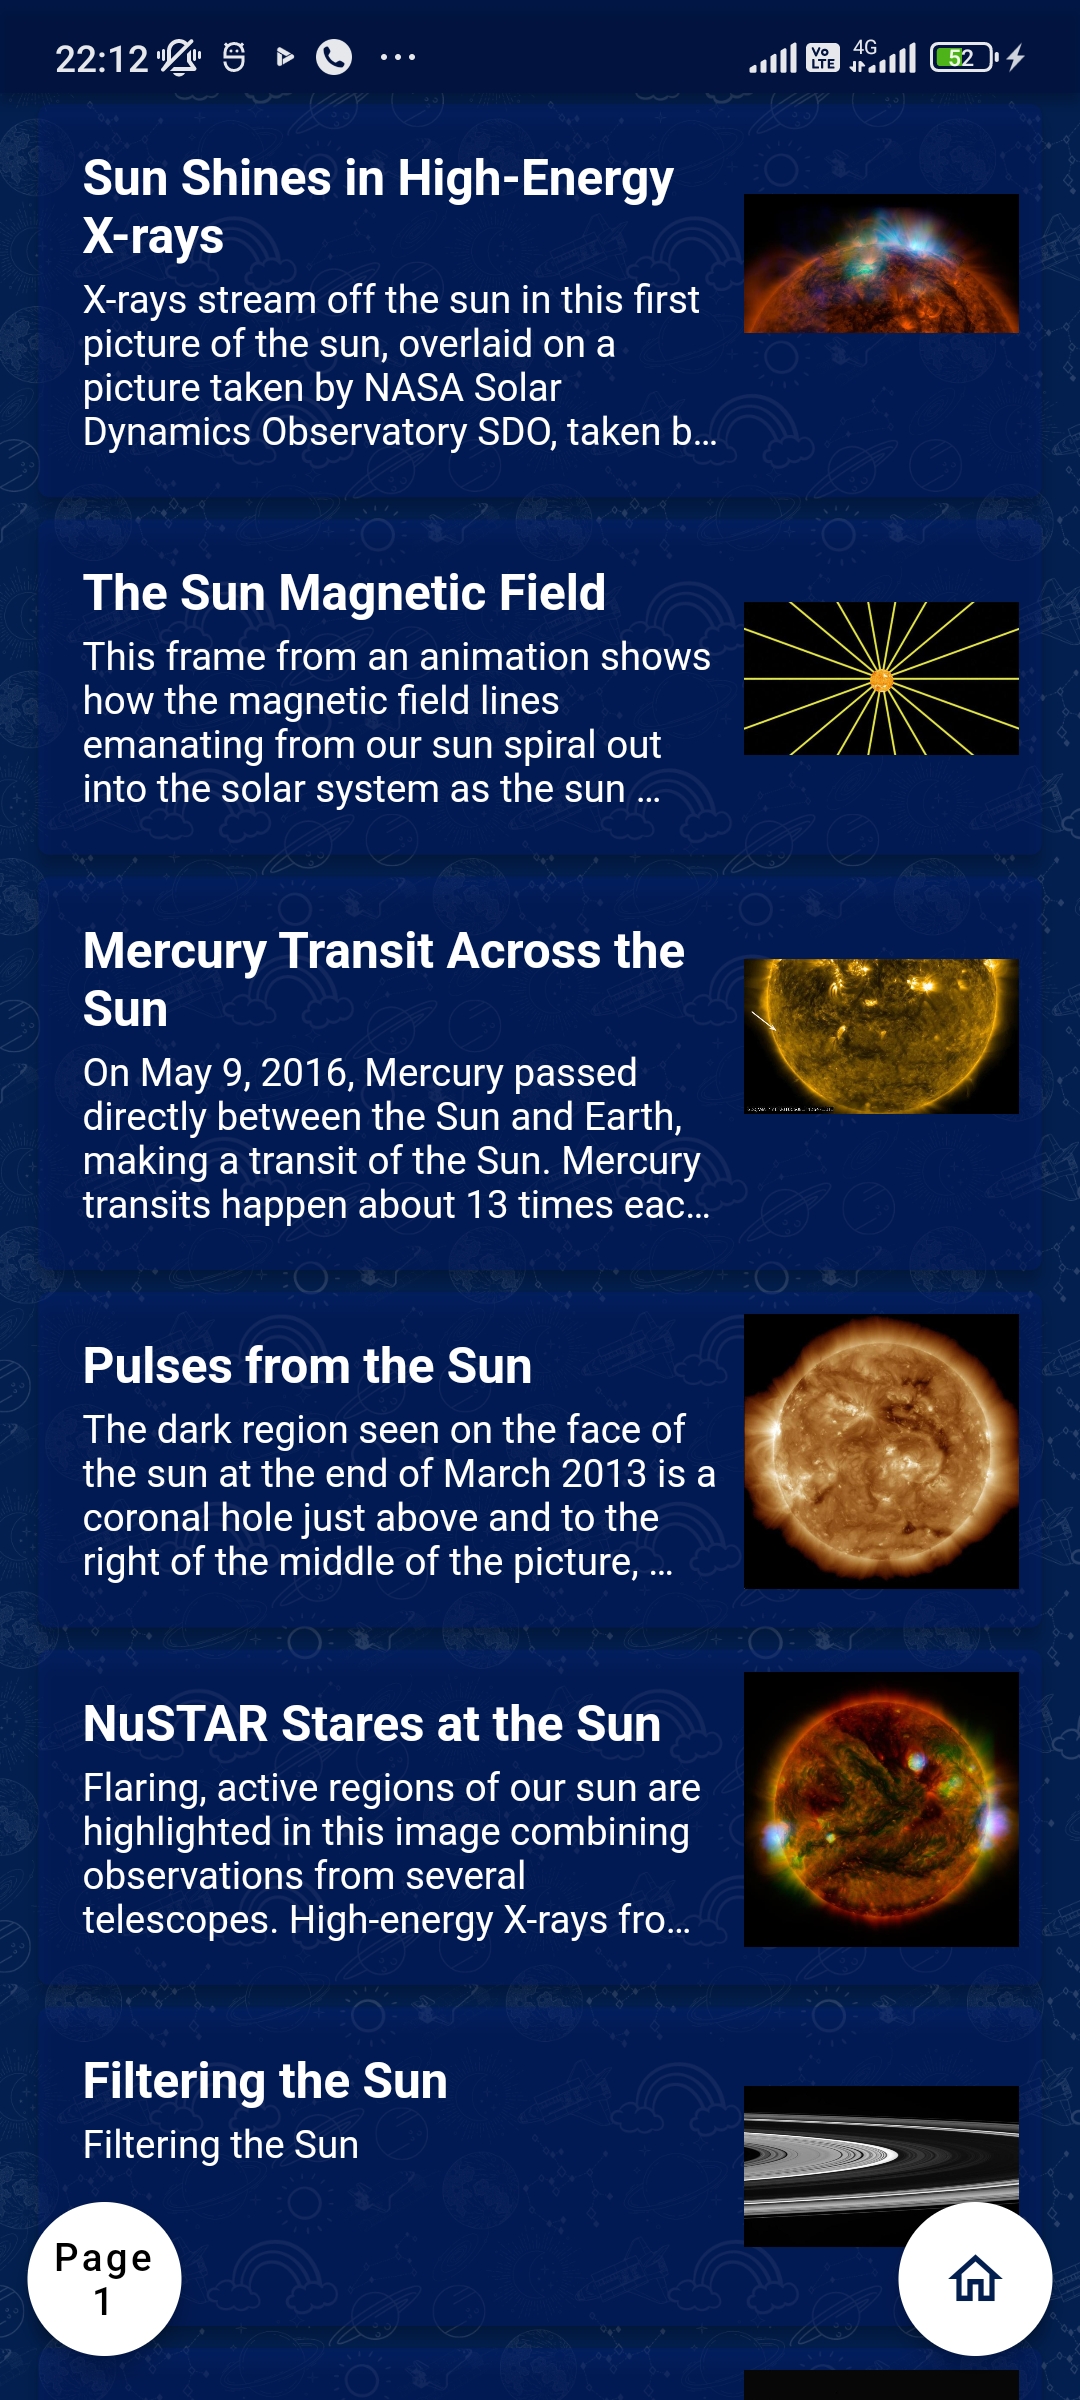 22:12
Vo LTE
4G
52
Sun Shines in High-Energy
X-rays
X-rays stream off the sun in this first
picture of the sun, overlaid on a
picture taken by NASA Solar
Dynamics Observatory SDO, taken b...
The Sun Magnetic Field
This frame from an animation shows
how the magnetic field lines
emanating from our sun spiral out
into the solar system as the sun ...
Mercury Transit Across the
Sun
On May 9, 2016, Mercury passed
directly between the Sun and Earth,
making a transit of the Sun. Mercury
transits happen about 13 times eac...
Pulses from the Sun
The dark region seen on the face of
the sun at the end of March 2013 is a
coronal hole just above and to the
right of the middle of the picture, ...
NuSTAR Stares at the Sun
Flaring, active regions of our sun are
highlighted in this image combining
observations from several
telescopes. High-energy X-rays fro...
Filtering the Sun
Filtering the Sun
Page
1